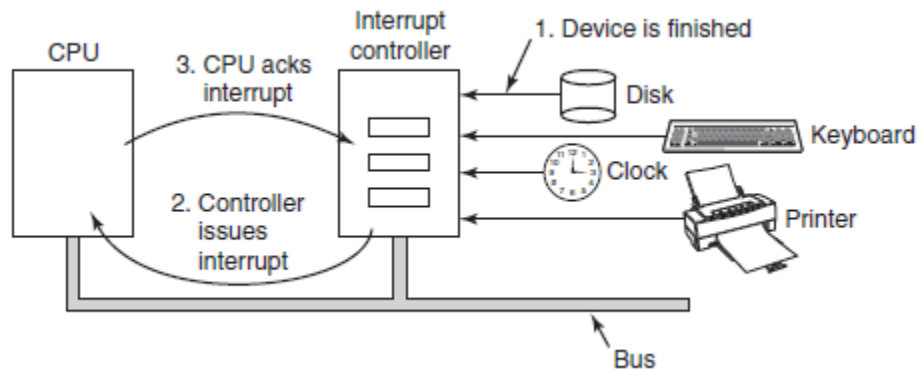 CPU
3. CPU acks
interrupt
Interrupt
controller
1. Device is finished
Disk
Keyboard
Clock
Printer
2. Controller
issues
interrupt
Bus